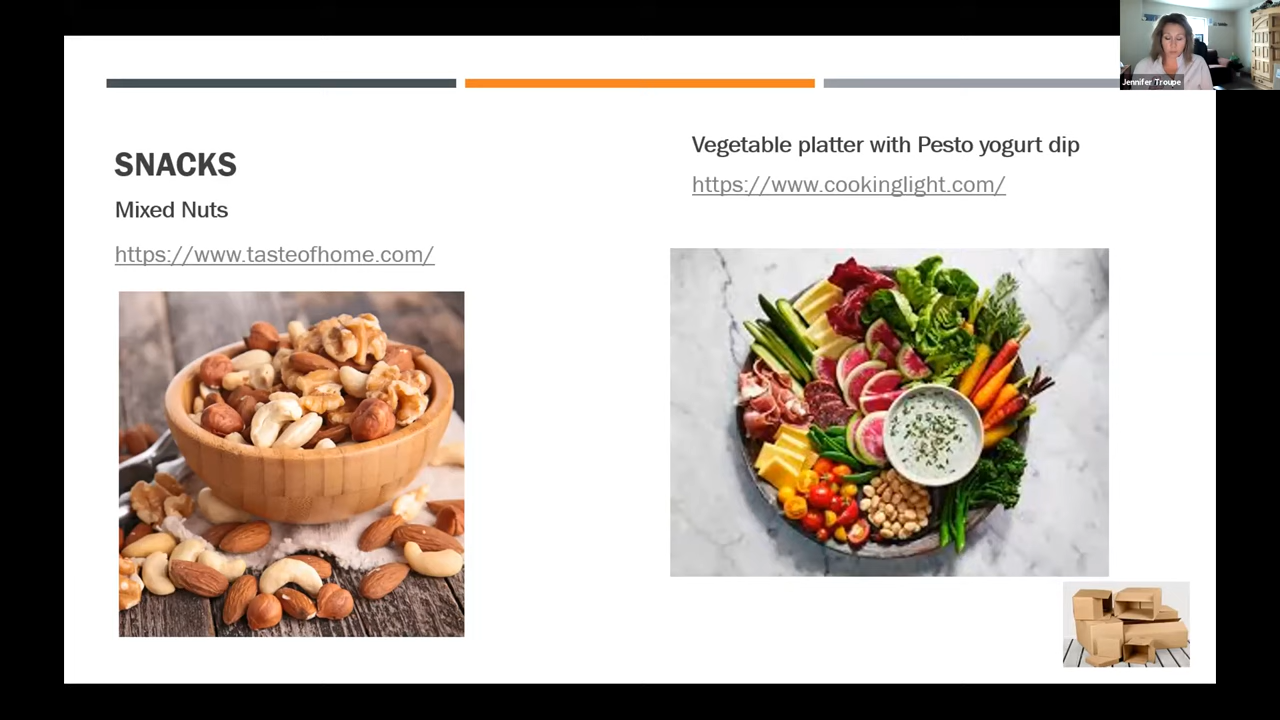 SNACKS
Mixed Nuts
https://www.tasteofhome.com/
Vegetable platter with Pesto yogurt dip
https://www.cookinglight.com/
Jennifer Troupe